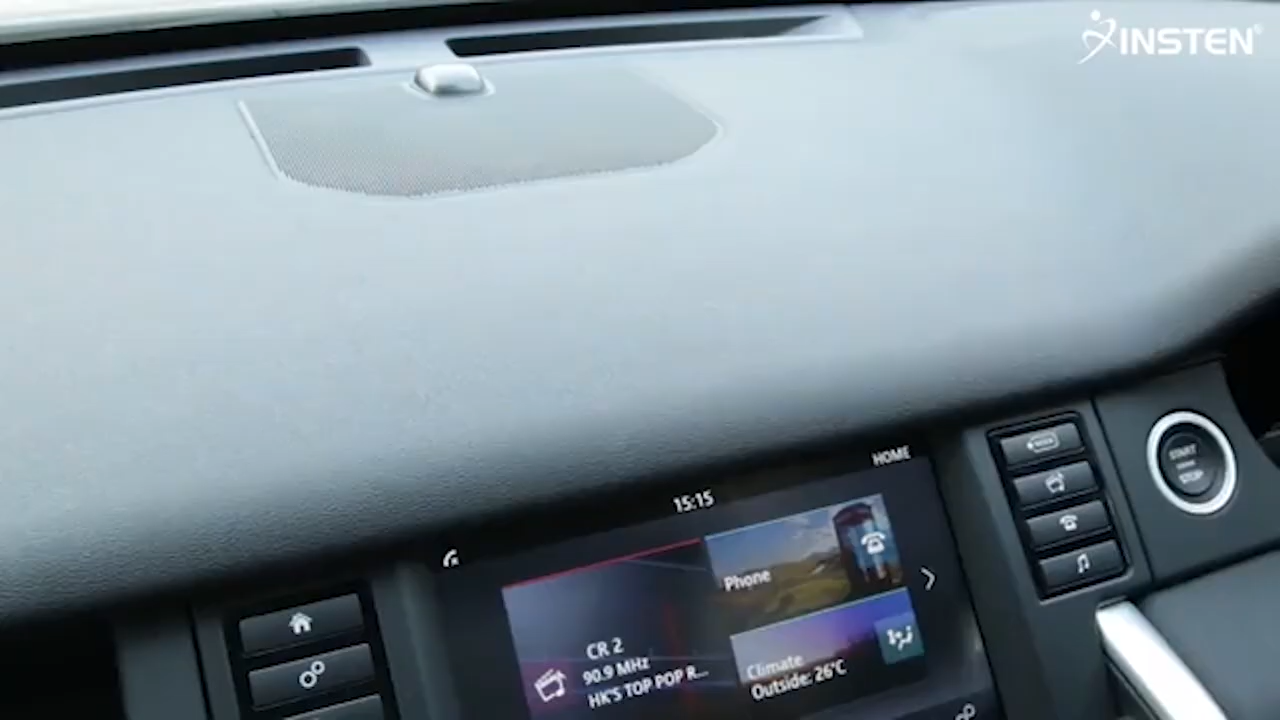 INSTEN®
HOME
15:15
START
STOP
Phone
CR 2
90.9 MHz
HK'S TOP POP R...
Climate
Outside: 26°C